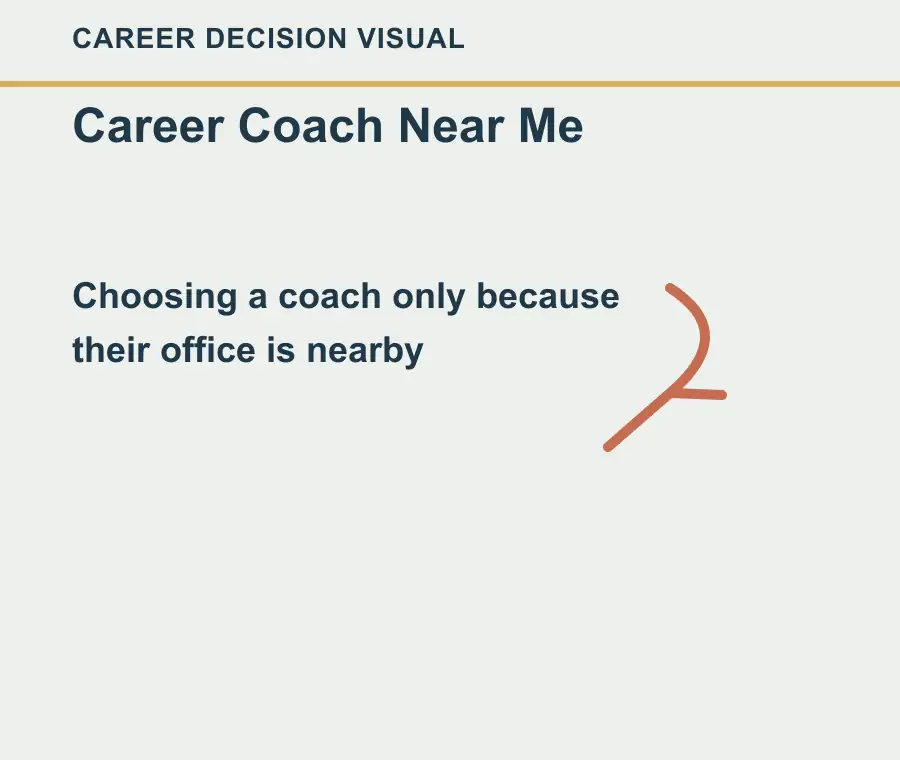 CAREER DECISION VISUAL
Career Coach Near Me
Choosing a coach only because
their office is nearby